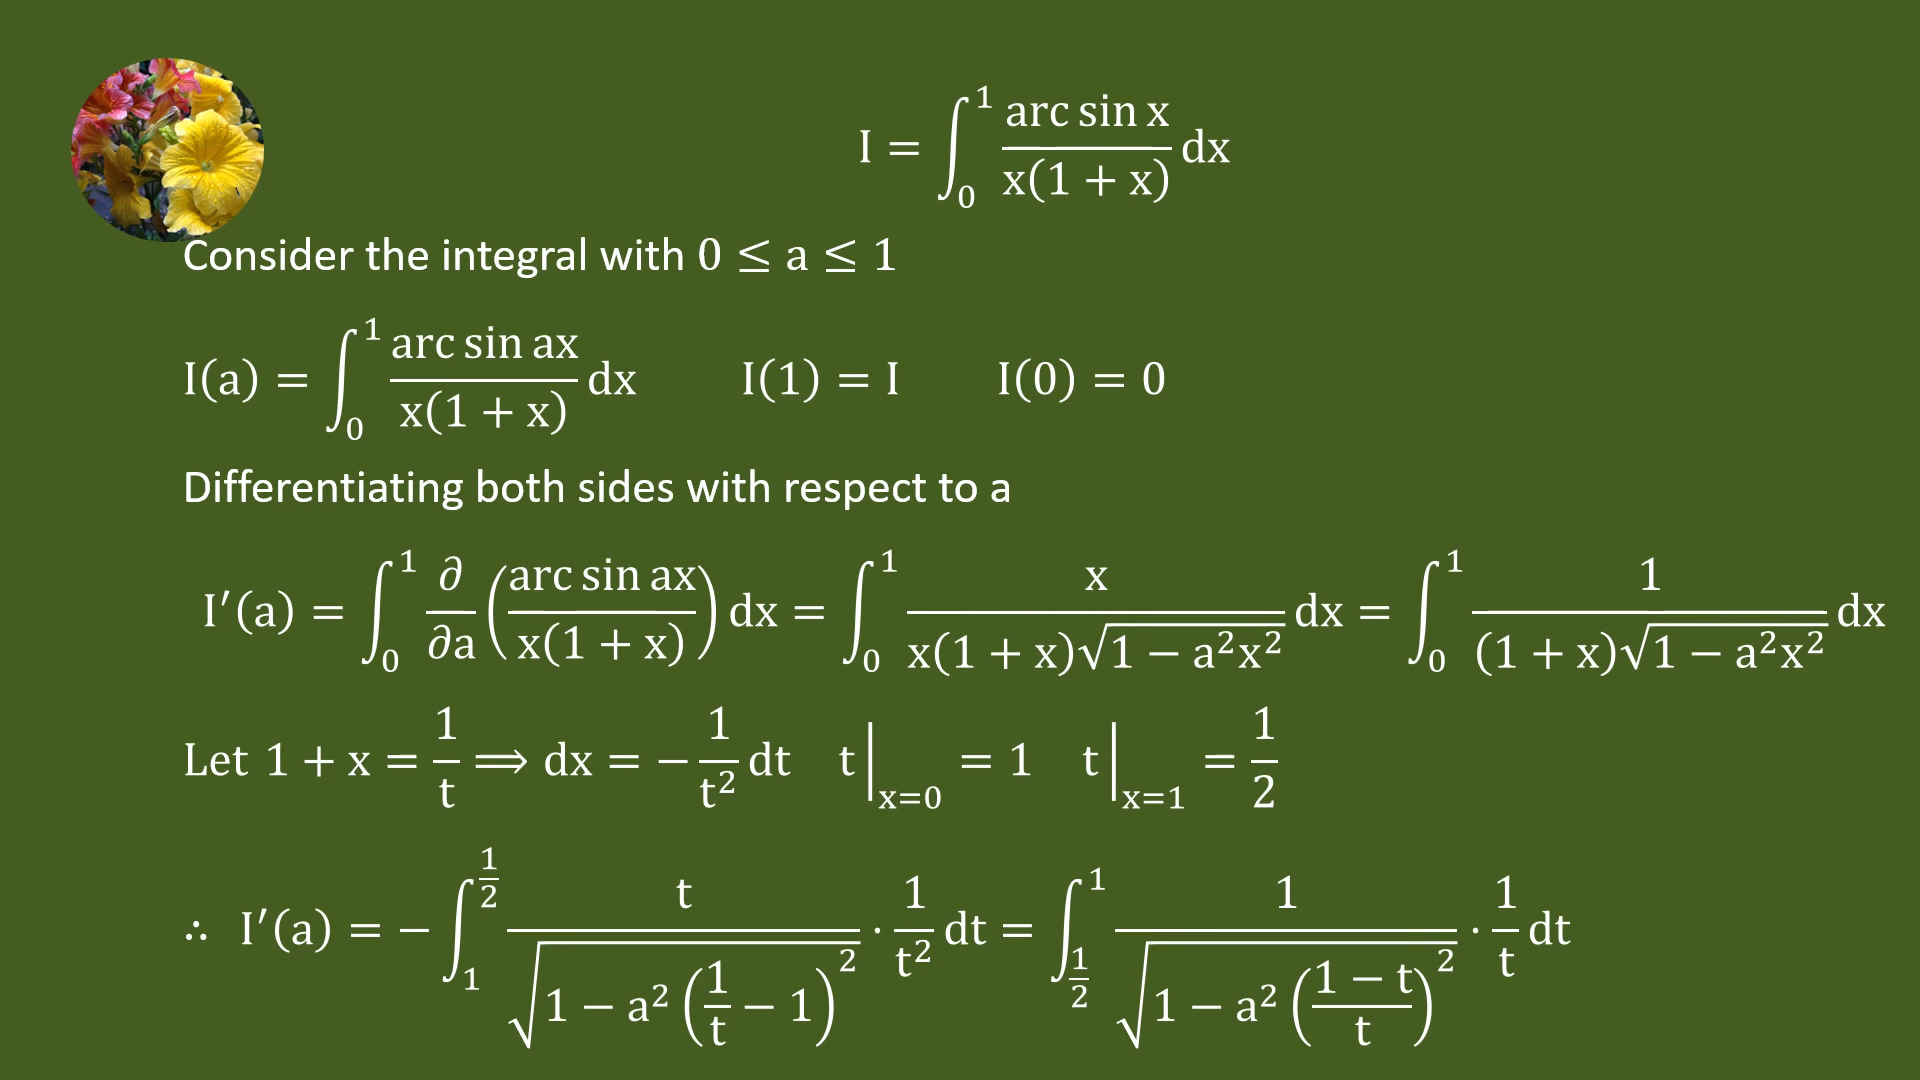 I = ∫₀¹ arc sin x / x(1 + x) dx
Consider the integral with 0 ≤ a ≤ 1
I(a) = ∫₀¹ arc sin ax / x(1 + x) dx I(1) = I I(0) = 0
Differentiating both sides with respect to a
I′(a) = ∫₀¹ ∂/∂a (arc sin ax / x(1 + x)) dx = ∫₀¹ x / x(1 + x)√(1 − a²x²) dx = ∫₀¹ 1 / (1 + x)√(1 − a²x²) dx
Let 1 + x = 1/t ⟹ dx = − 1/t² dt t|ₓ₌₀ = 1 t|ₓ₌₁ = 1/2
∴ I′(a) = − ∫₁^(1/2) t / √(1 − a² (1/t − 1)²) · 1/t² dt = ∫_(1/2)^1 1 / √(1 − a² ((1 − t)/t)²) · 1/t dt